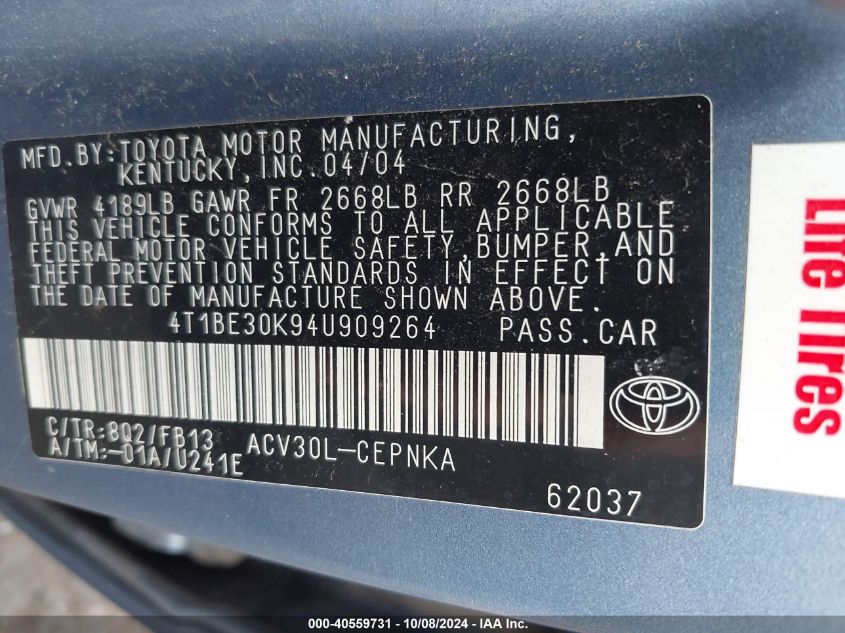 MFD.BY:TOYOTA MOTOR MANUFACTURING,
KENTUCKY, INC.04/04
GVWR 4189LB GAWR FR 2668LB RR 2668LB
THIS VEHICLE CONFORMS TO ALL APPLICABLE
FEDERAL MOTOR VEHICLE SAFETY,BUMPER,AND
THEFT PREVENTION STANDARDS IN EFFECT ON
THE DATE OF MANUFACTURE SHOWN ABOVE.
4T1BE30K94U909264 PASS.CAR
C/TR:8Q2/FB13 ACV30L-CEPNKA
A/TM:-01A/U241E
62037
Tires
000-40559731 - 10/08/2024 - IAA Inc.